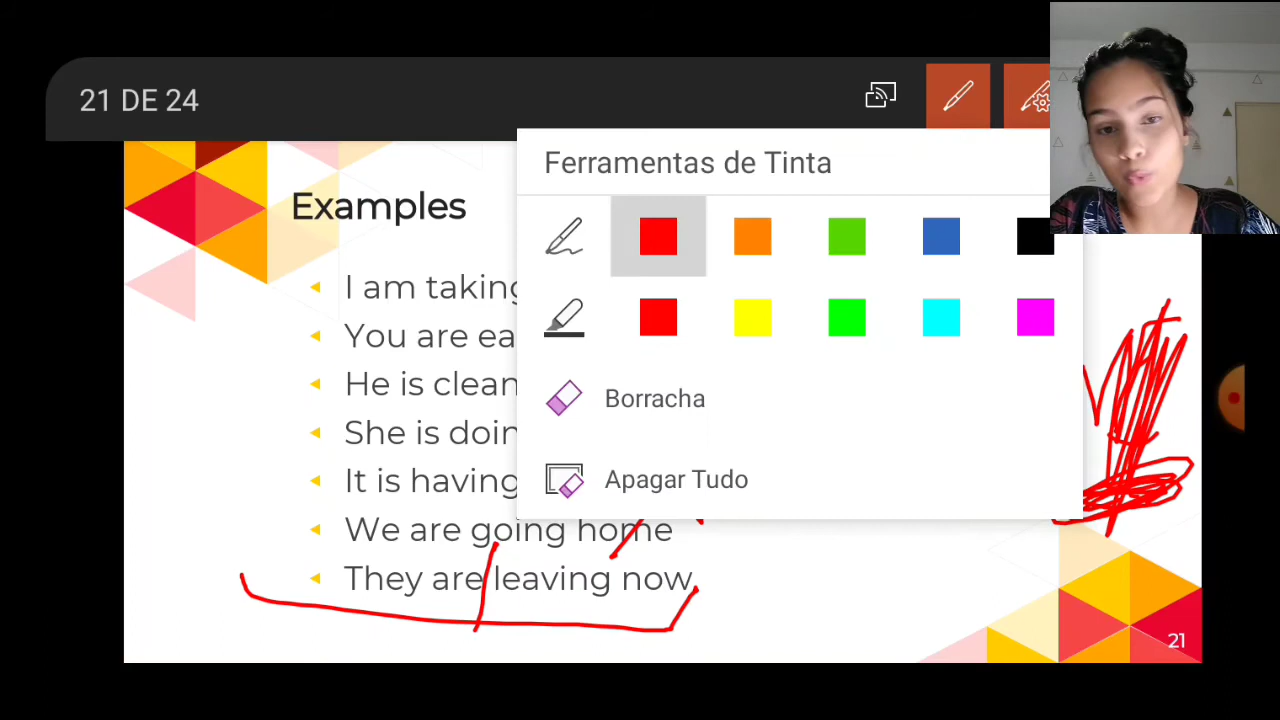 21 DE 24
Ferramentas de Tinta
Examples
I am taking
You are ea
He is clean
She is doin
It is having
Borracha
Apagar Tudo
We are going home
They are leaving now
21